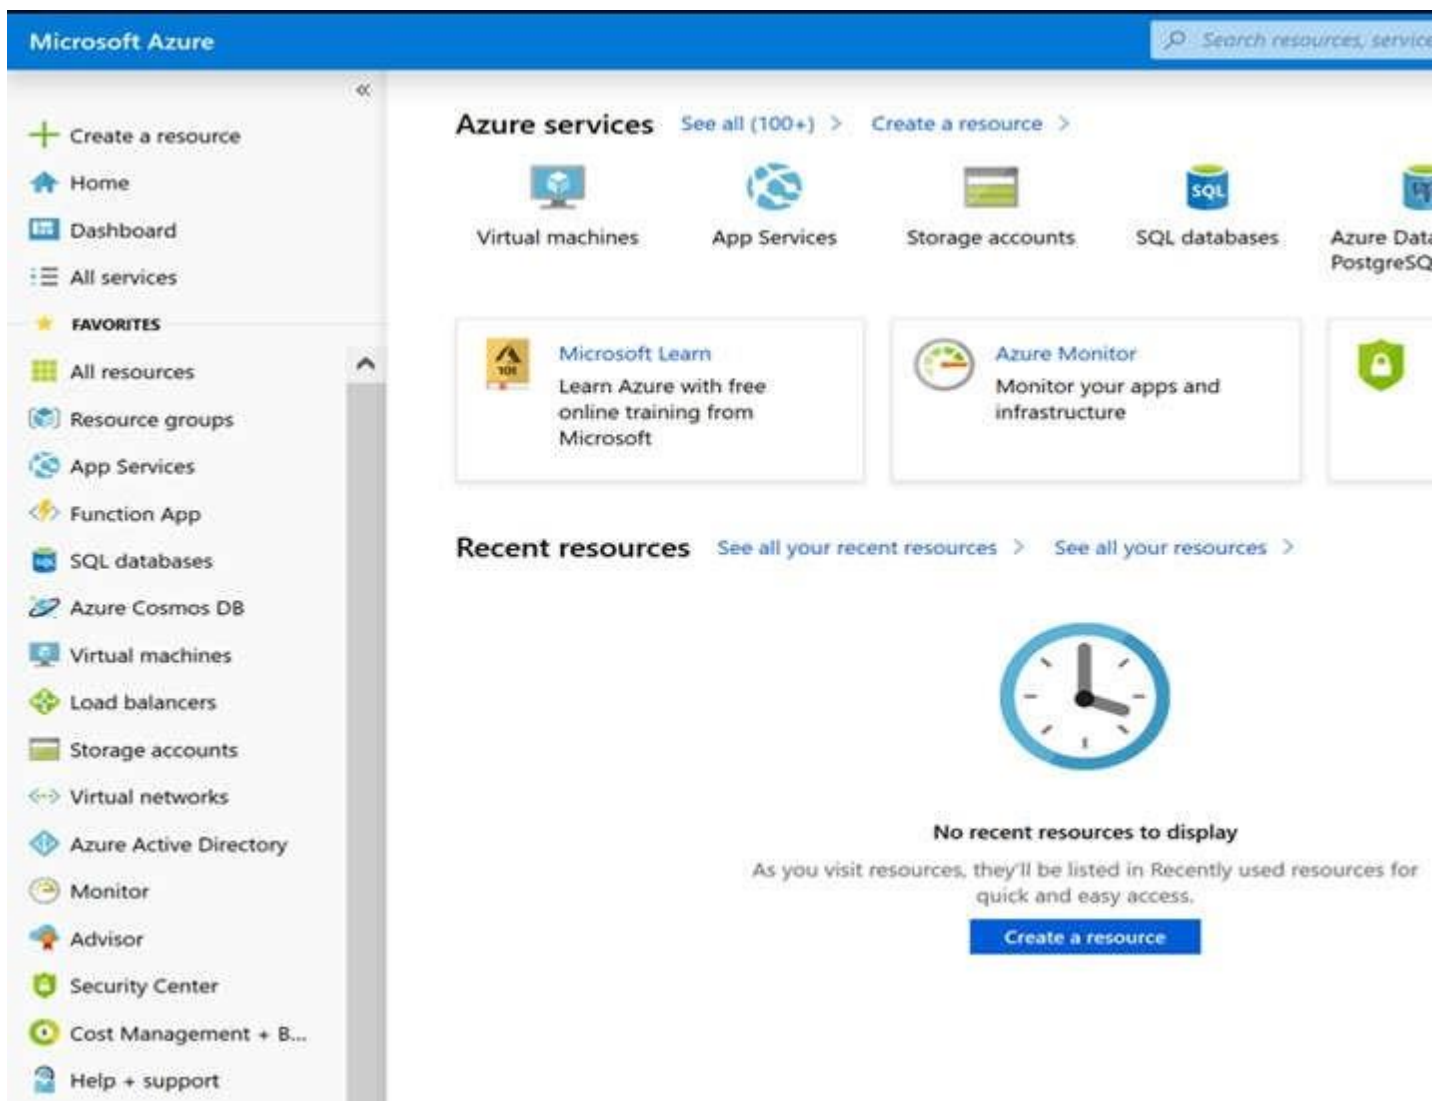 Microsoft Azure
Search resources, service
«
Create a resource
Home
Dashboard
All services
FAVORITES
All resources
Resource groups
App Services
Function App
SQL databases
Azure Cosmos DB
Virtual machines
Load balancers
Storage accounts
Virtual networks
Azure Active Directory
Monitor
Advisor
Security Center
Cost Management + B...
Help + support
Azure services See all (100+) > Create a resource >
Virtual machines
App Services
Storage accounts
SQL
SQL databases
Azure Data
PostgreSQ
101
Microsoft Learn
Learn Azure with free
online training from
Microsoft
Azure Monitor
Monitor your apps and
infrastructure
Recent resources See all your recent resources > See all your resources >
No recent resources to display
As you visit resources, they'll be listed in Recently used resources for
quick and easy access.
Create a resource